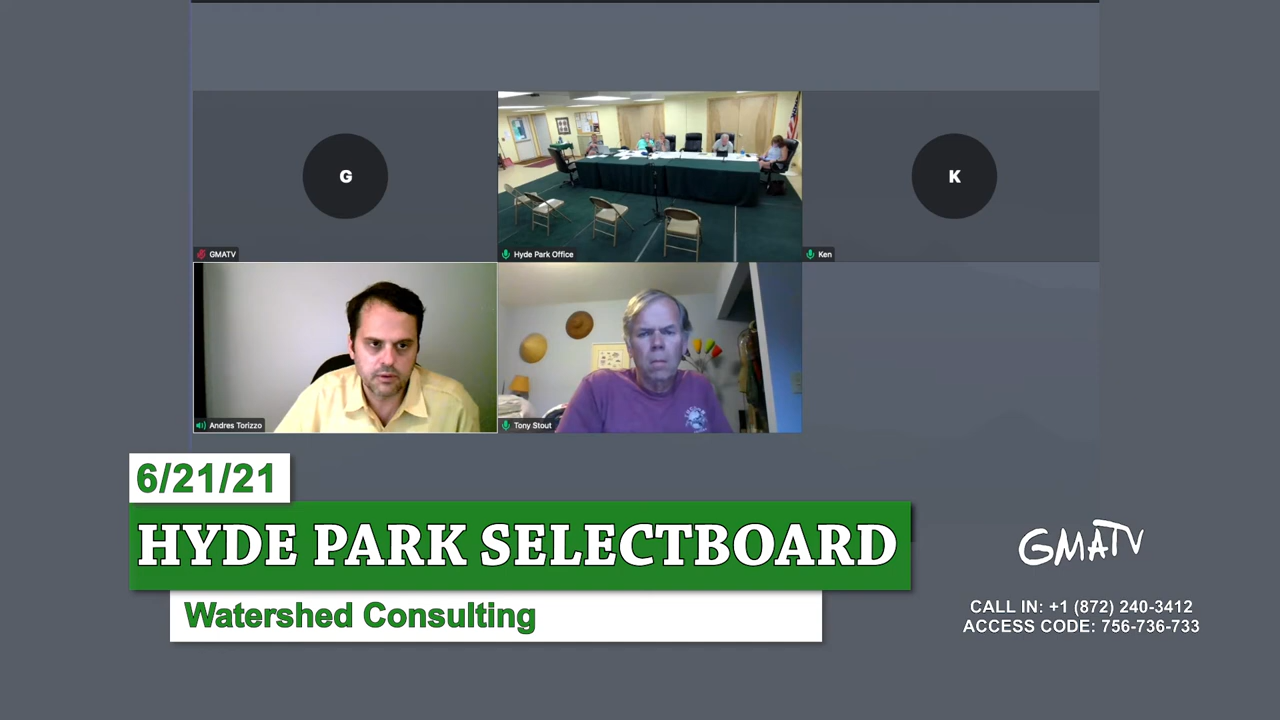 G
K
GMATV
Hyde Park Office
Ken
Andres Torizzo
Tony Stout
6/21/21
HYDE PARK SELECTBOARD
Watershed Consulting
GMATV
CALL IN: +1 (872) 240-3412
ACCESS CODE: 756-736-733